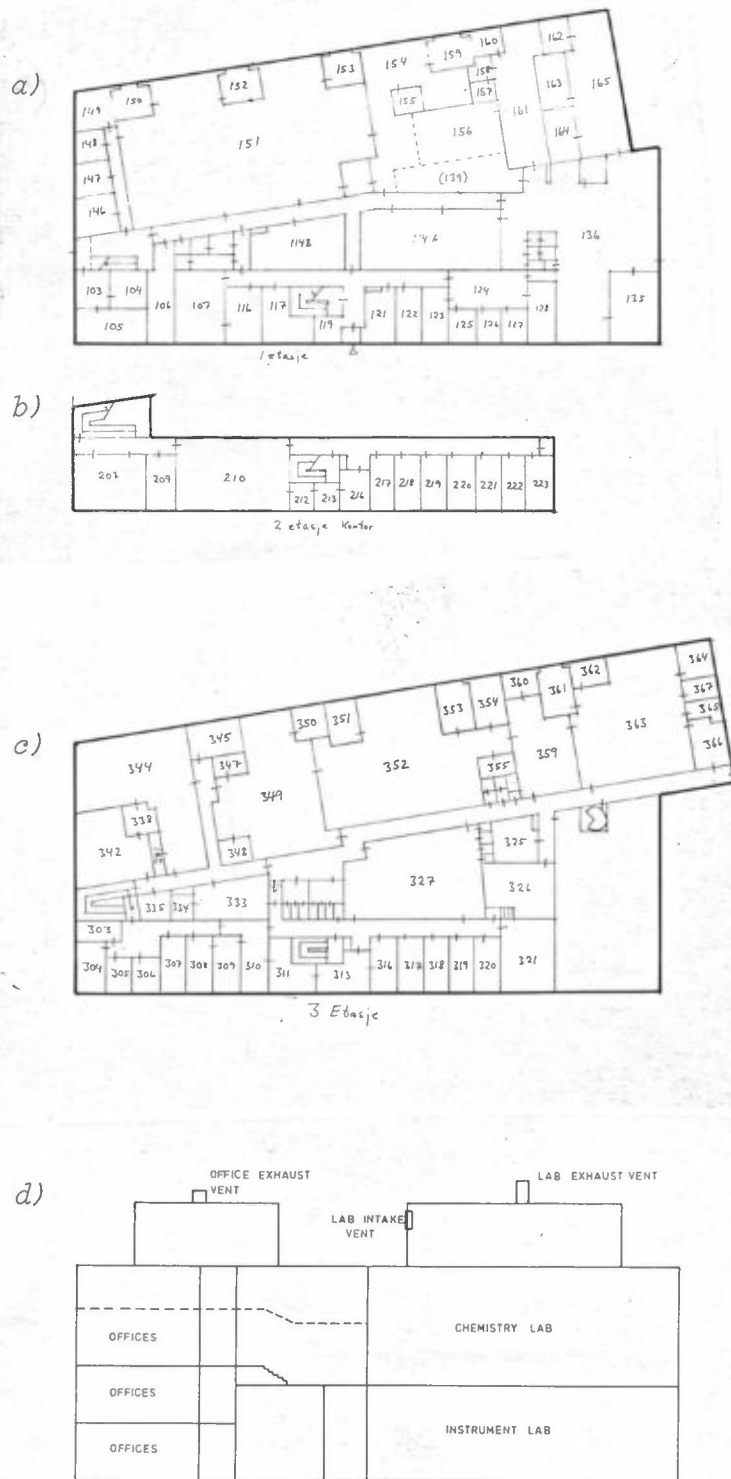 a)
149 150 152 153 154 159 160 162
148 155 158 157 161 163 165
147 151 156 164
146 (139)
114B 136
103 104 106 107 116 117 124 135
105 119 121 122 123 125 126 127 128
1 etasje
b)
203 209 210 212 213 216 217 218 219 220 221 222 223
2 etasje Kontor
c)
364
360 361 362 367
345 350 351 353 354 363 365
344 347 352 355 359 366
338 349
342 348
327 325
335 334 333 326
303
304 305 306 307 308 309 310 311 313 316 317 318 319 320 321
3 Etasje
d)
OFFICE EXHAUST
VENT
LAB EXHAUST VENT
LAB INTAKE
VENT
OFFICES
CHEMISTRY LAB
OFFICES
OFFICES
INSTRUMENT LAB